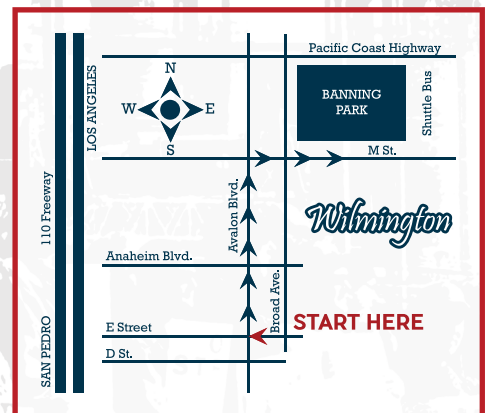 Pacific Coast Highway
N
W
E
S
LOS ANGELES
BANNING
PARK
Shuttle Bus
M St.
110 Freeway
Avalon Blvd.
Wilmington
Anaheim Blvd.
Broad Ave.
START HERE
E Street
D St.
SAN PEDRO